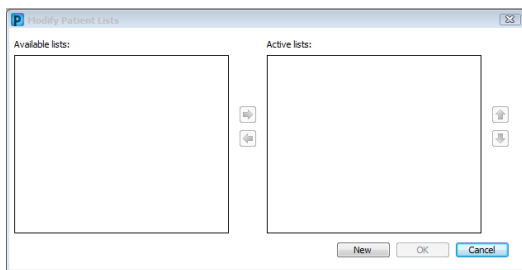 Modify Patient Lists
Available lists:
Active lists:
New
OK
Cancel